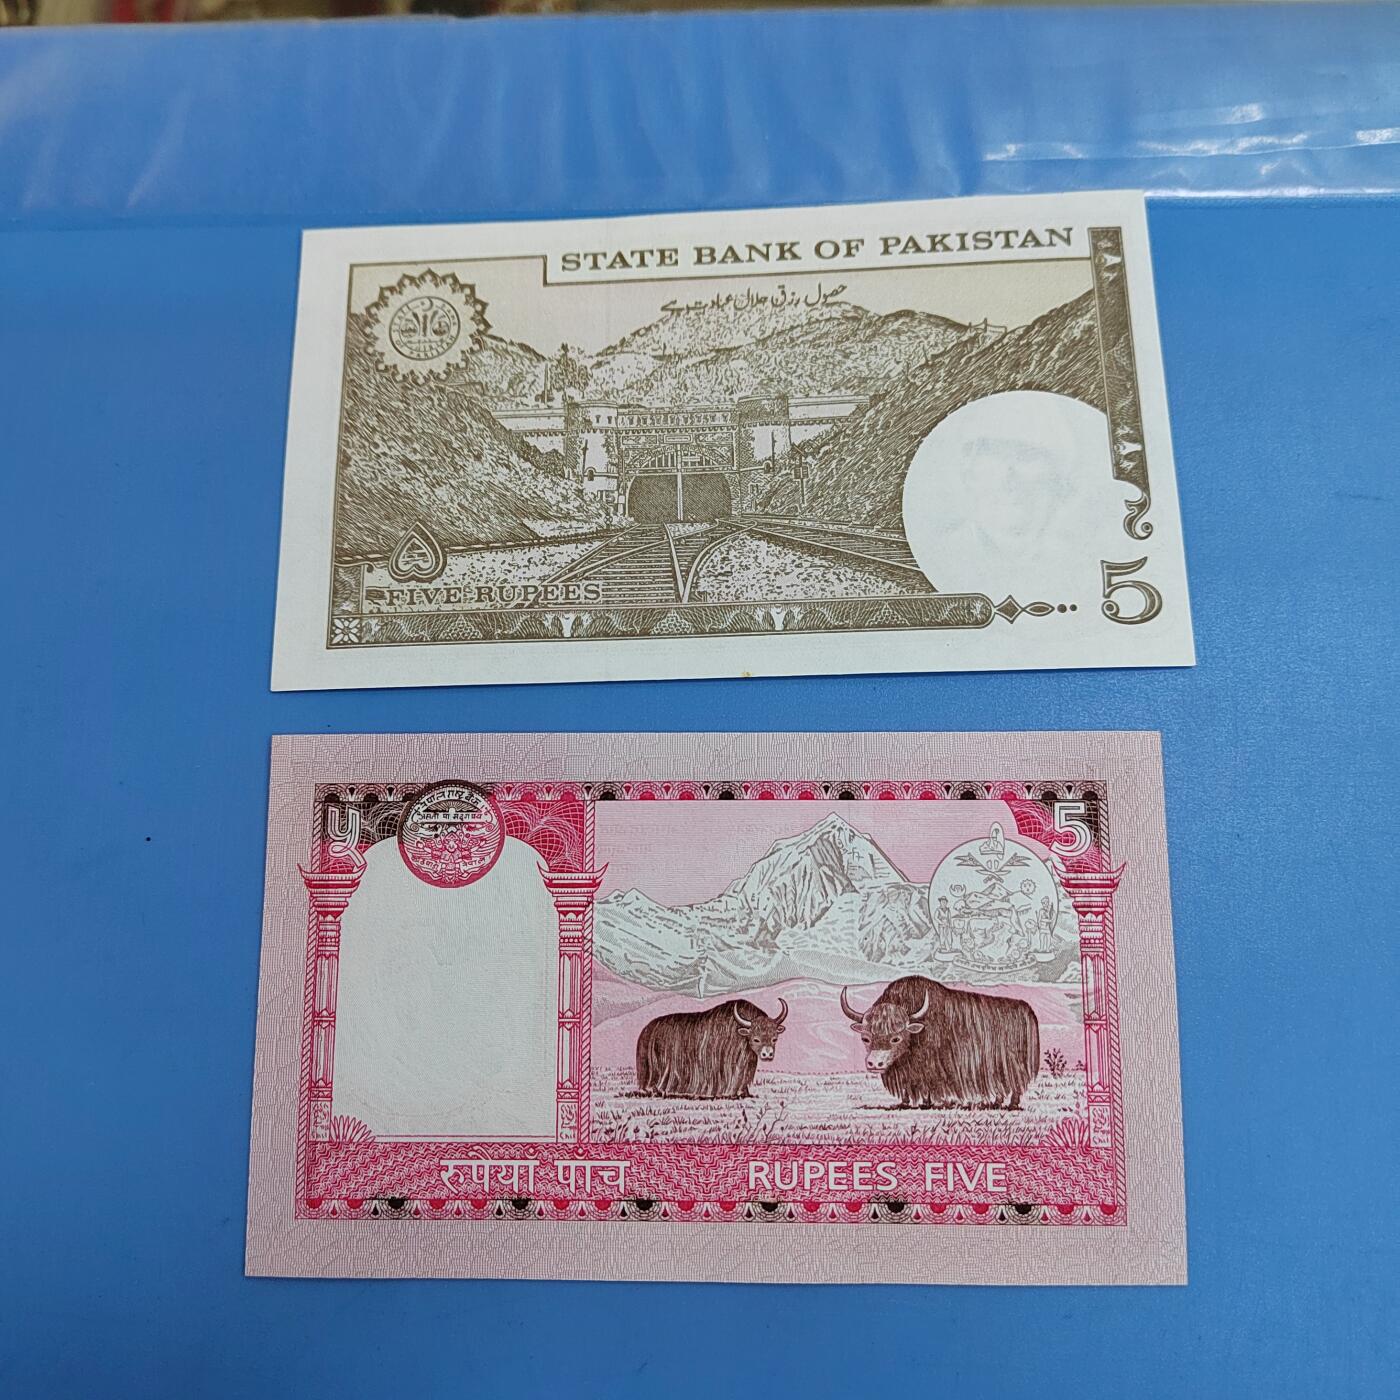 STATE BANK OF PAKISTAN
حصول رزق حلال عبادت ہے
FIVE RUPEES
۵
5
५
5
रुपैयाँ पाँच
RUPEES FIVE